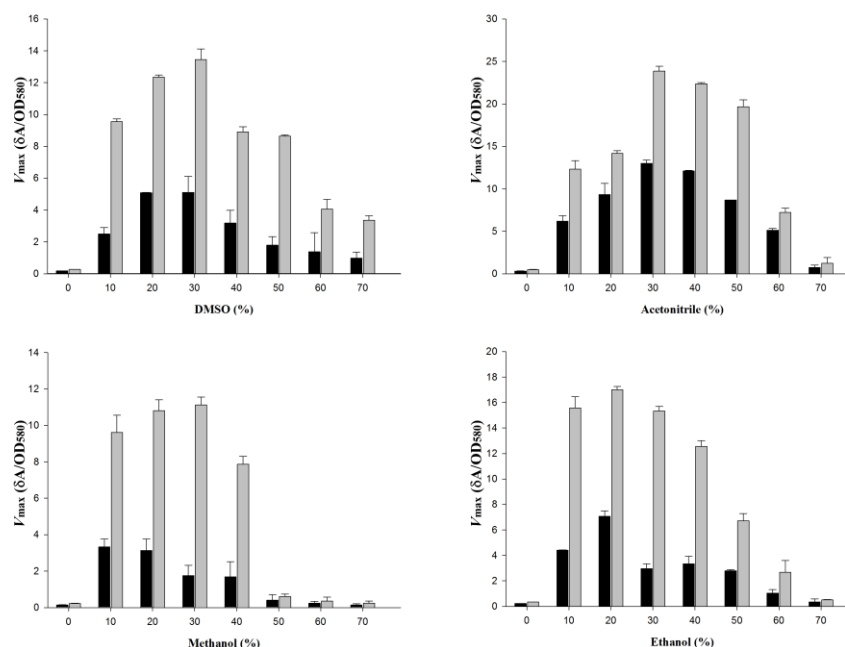 16
14
12
10
8
6
4
2
0
Vmax (δA/OD580)
0 10 20 30 40 50 60 70
DMSO (%)
30
25
20
15
10
5
0
Vmax (δA/OD580)
0 10 20 30 40 50 60 70
Acetonitrile (%)
14
12
10
8
6
4
2
0
Vmax (δA/OD580)
0 10 20 30 40 50 60 70
Methanol (%)
20
18
16
14
12
10
8
6
4
2
0
Vmax (δA/OD580)
0 10 20 30 40 50 60 70
Ethanol (%)